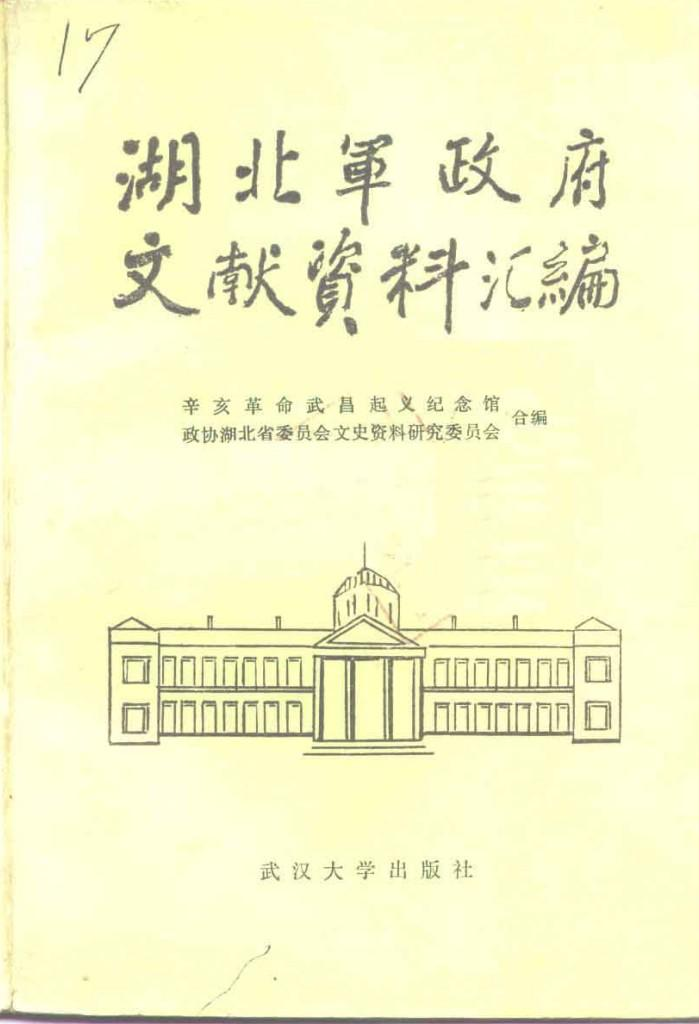 17
湖北軍政府
文献資料汇編
辛亥革命武昌起义纪念馆
政协湖北省委员会文史资料研究委员会 合编
武汉大学出版社